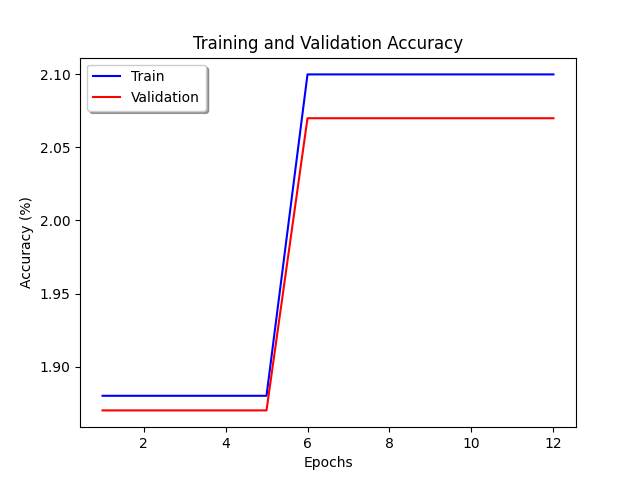 Training and Validation Accuracy
Train
Validation
2.10
2.05
2.00
1.95
1.90
Accuracy (%)
2 4 6 8 10 12
Epochs